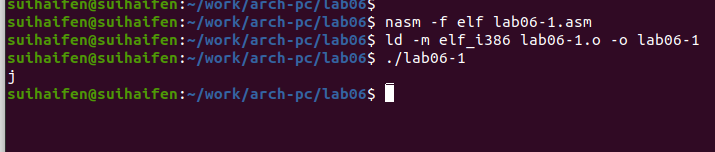 suihaifen@suihaifen:~/work/arch-pc/lab06$
suihaifen@suihaifen:~/work/arch-pc/lab06$ nasm -f elf lab06-1.asm
suihaifen@suihaifen:~/work/arch-pc/lab06$ ld -m elf_i386 lab06-1.o -o lab06-1
suihaifen@suihaifen:~/work/arch-pc/lab06$ ./lab06-1
j
suihaifen@suihaifen:~/work/arch-pc/lab06$